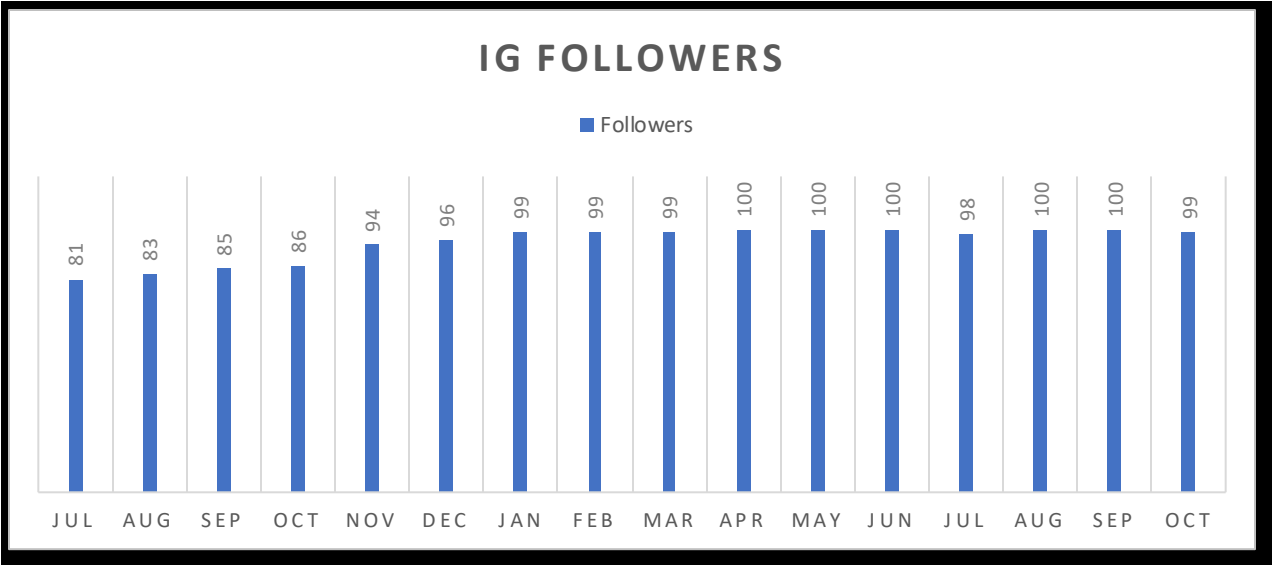 IG FOLLOWERS
Followers
81 83 85 86 94 96 99 99 99 100 100 100 98 100 100 99
JUL AUG SEP OCT NOV DEC JAN FEB MAR APR MAY JUN JUL AUG SEP OCT